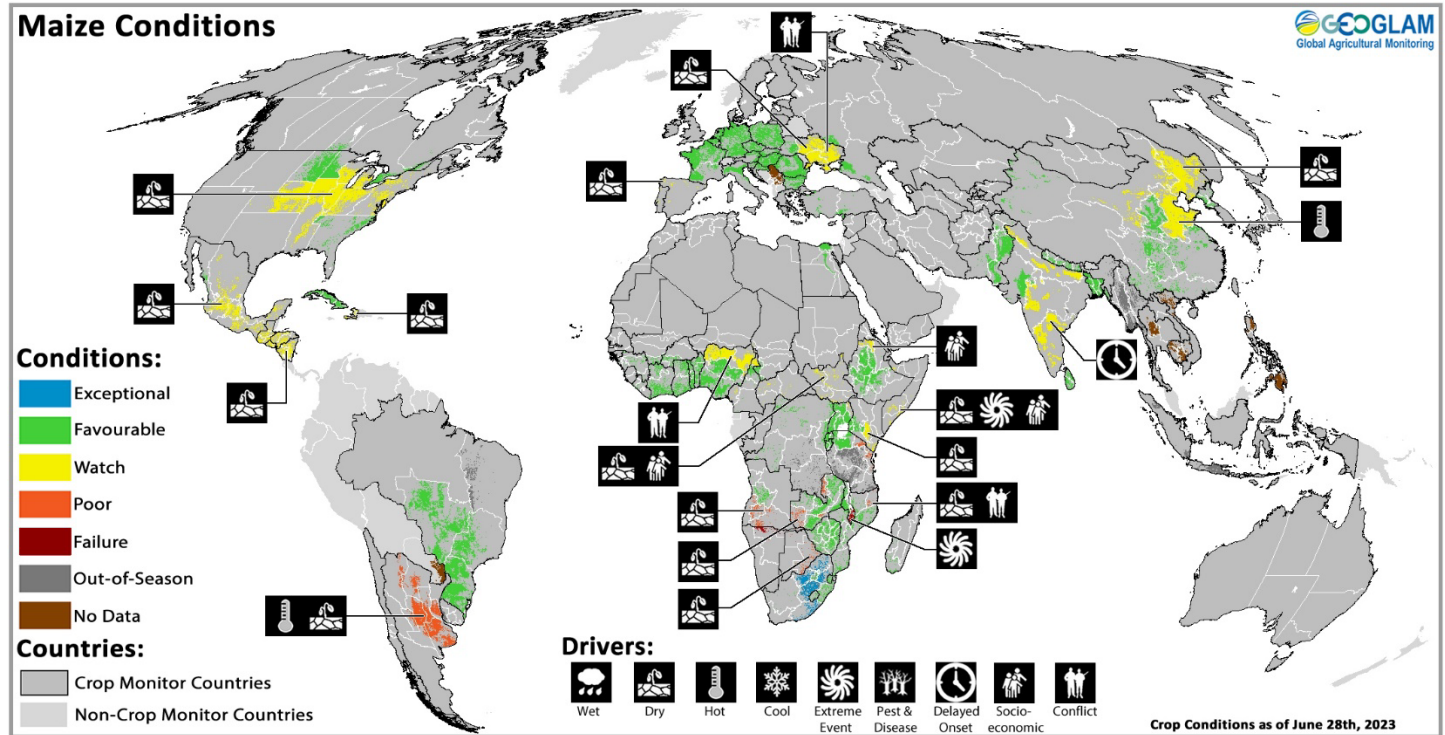 Maize Conditions
GEOGLAM
Global Agricultural Monitoring
Conditions:
Exceptional
Favourable
Watch
Poor
Failure
Out-of-Season
No Data
Countries:
Crop Monitor Countries
Non-Crop Monitor Countries
Drivers:
Wet
Dry
Hot
Cool
Extreme
Event
Pest &
Disease
Delayed
Onset
Socio-
economic
Conflict
Crop Conditions as of June 28th, 2023